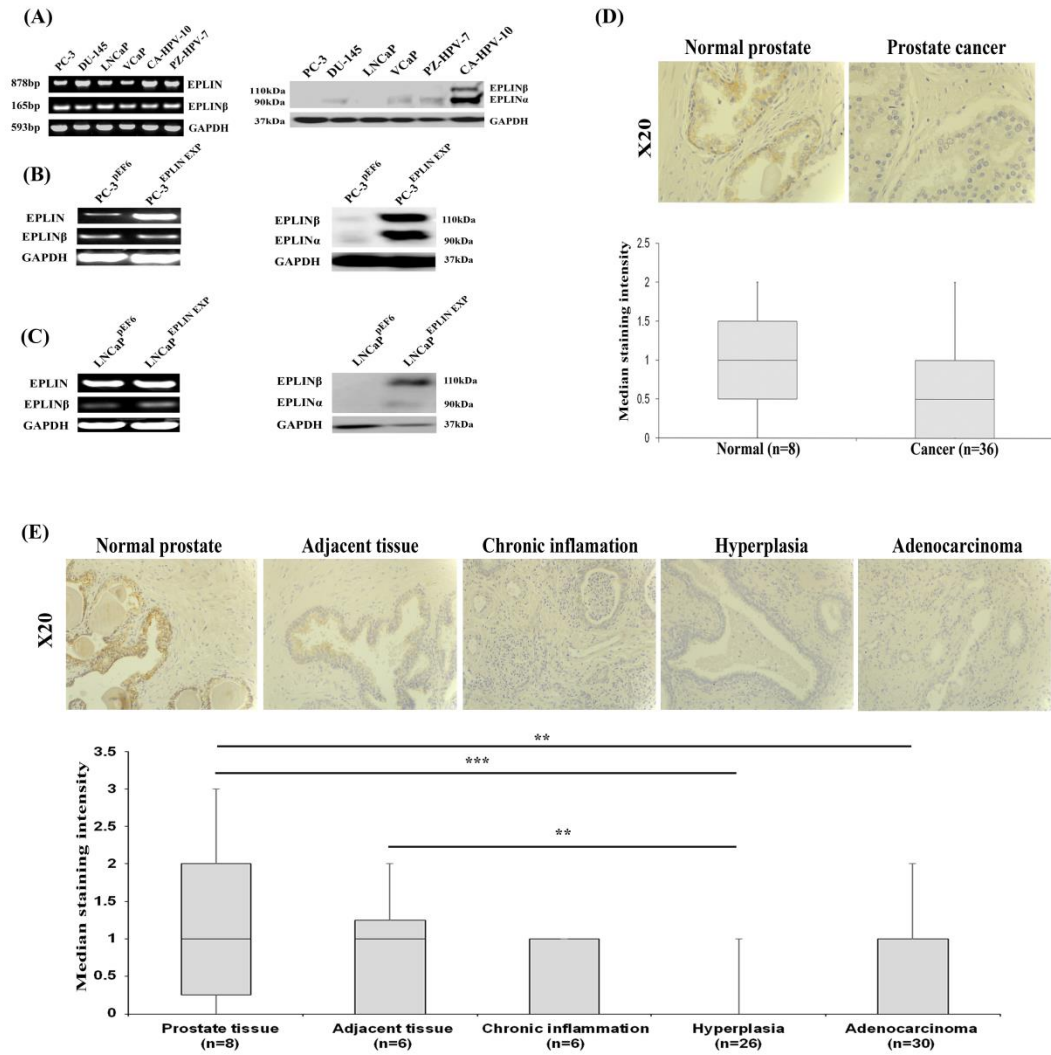 (A)
PC-3 DU-145 LNCaP VCaP CA-HPV-10 PZ-HPV-7
878bp EPLIN
165bp EPLINβ
593bp GAPDH
PC-3 DU-145 LNCaP VCaP PZ-HPV-7 CA-HPV-10
110kDa EPLINβ
90kDa EPLINα
37kDa GAPDH
(B)
PC-3pEF6 PC-3EPLIN EXP
EPLIN
EPLINβ
GAPDH
PC-3pEF6 PC-3EPLIN EXP
EPLINβ 110kDa
EPLINα 90kDa
GAPDH 37kDa
(C)
LNCaPpEF6 LNCaPEPLIN EXP
EPLIN
EPLINβ
GAPDH
LNCaPpEF6 LNCaPEPLIN EXP
EPLINβ 110kDa
EPLINα 90kDa
GAPDH 37kDa
(D)
Normal prostate Prostate cancer
X20
Median staining intensity
2.5
2
1.5
1
0.5
0
Normal (n=8) Cancer (n=36)
(E)
Normal prostate Adjacent tissue Chronic inflamation Hyperplasia Adenocarcinoma
X20
Median staining intensity
3.5
3
2.5
2
1.5
1
0.5
0
**
***
**
Prostate tissue Adjacent tissue Chronic inflammation Hyperplasia Adenocarcinoma
(n=8) (n=6) (n=6) (n=26) (n=30)